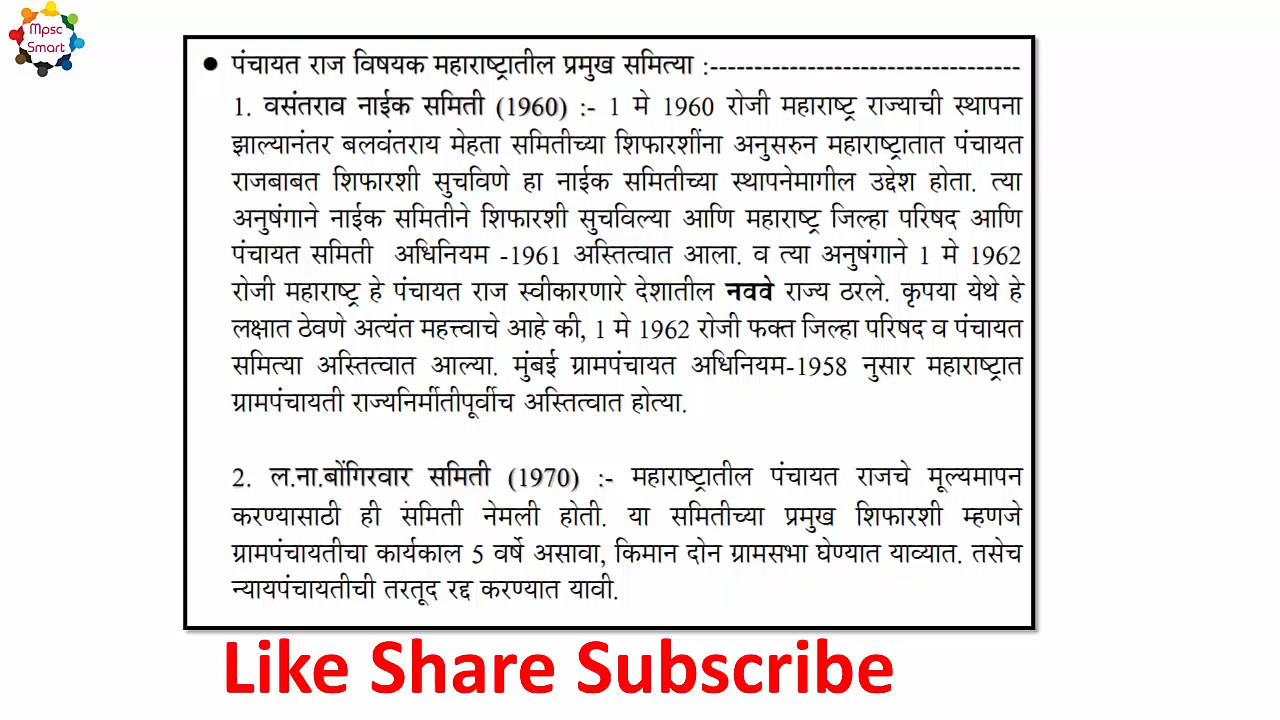 Mpsc
Smart
● पंचायत राज विषयक महाराष्ट्रातील प्रमुख समित्या :-----------------------------------
1. वसंतराव नाईक समिती (1960) :- 1 मे 1960 रोजी महाराष्ट्र राज्याची स्थापना
झाल्यानंतर बलवंतराय मेहता समितीच्या शिफारशींना अनुसरुन महाराष्ट्रातात पंचायत
राजबाबत शिफारशी सुचविणे हा नाईक समितीच्या स्थापनेमागील उद्देश होता. त्या
अनुषंगाने नाईक समितीने शिफारशी सुचविल्या आणि महाराष्ट्र जिल्हा परिषद आणि
पंचायत समिती अधिनियम -1961 अस्तित्वात आला. व त्या अनुषंगाने 1 मे 1962
रोजी महाराष्ट्र हे पंचायत राज स्वीकारणारे देशातील नववे राज्य ठरले. कृपया येथे हे
लक्षात ठेवणे अत्यंत महत्त्वाचे आहे की, 1 मे 1962 रोजी फक्त जिल्हा परिषद व पंचायत
समित्या अस्तित्वात आल्या. मुंबई ग्रामपंचायत अधिनियम-1958 नुसार महाराष्ट्रात
ग्रामपंचायती राज्यनिर्मीतीपूर्वीच अस्तित्वात होत्या.
2. ल.ना.बोंगिरवार समिती (1970) :- महाराष्ट्रातील पंचायत राजचे मूल्यमापन
करण्यासाठी ही समिती नेमली होती. या समितीच्या प्रमुख शिफारशी म्हणजे
ग्रामपंचायतीचा कार्यकाल 5 वर्षे असावा, किमान दोन ग्रामसभा घेण्यात याव्यात. तसेच
न्यायपंचायतीची तरतूद रद्द करण्यात यावी.
Like Share Subscribe